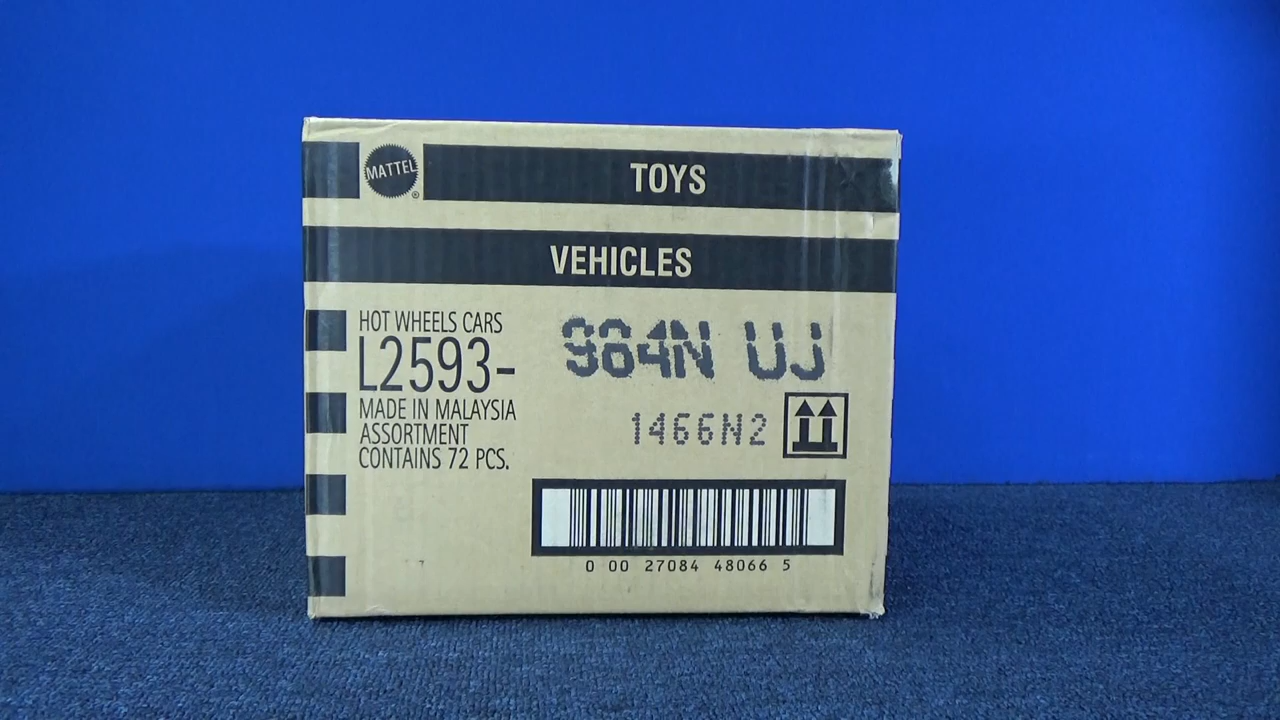 MATTEL
®
TOYS
VEHICLES
HOT WHEELS CARS
L2593-
MADE IN MALAYSIA
ASSORTMENT
CONTAINS 72 PCS.
984N UJ
1466N2
0 00 27084 48066 5